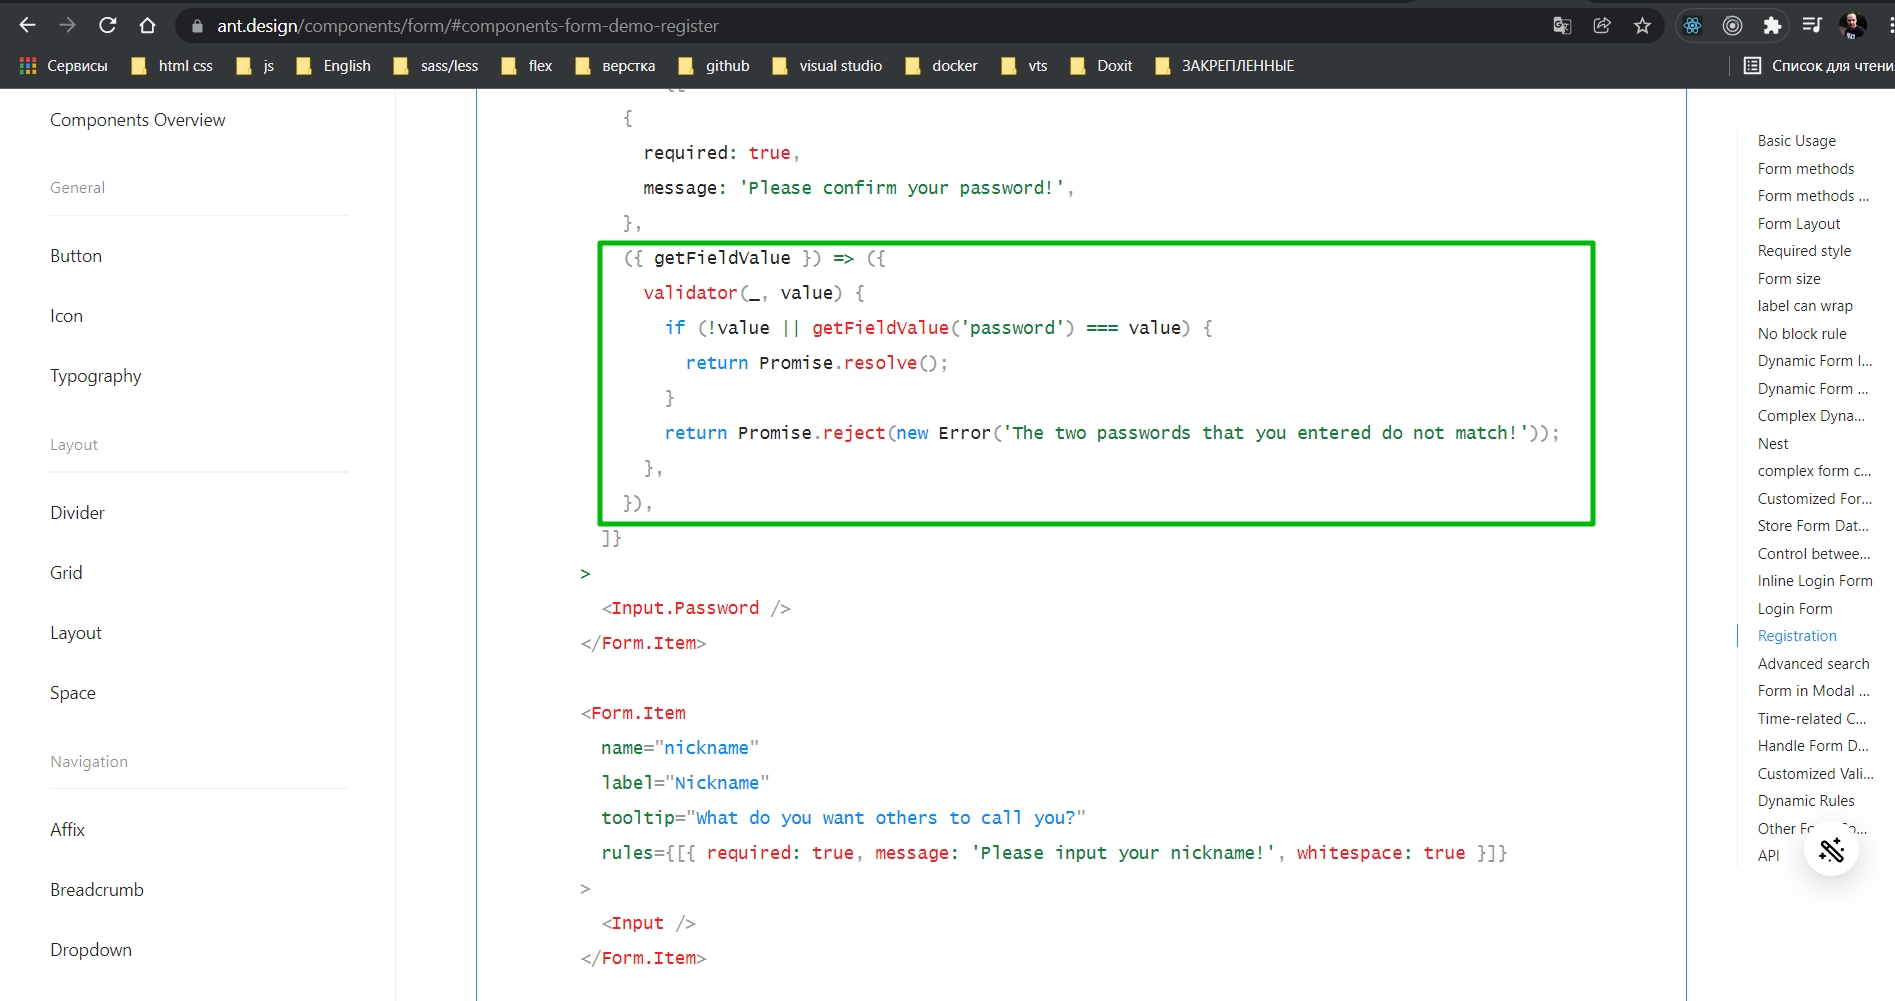 ant.design/components/form/#components-form-demo-register
Сервисы html css js English sass/less flex верстка github visual studio docker vts Doxit ЗАКРЕПЛЕННЫЕ Список для чтени
Components Overview
General
Button
Icon
Typography
Layout
Divider
Grid
Layout
Space
Navigation
Affix
Breadcrumb
Dropdown
{
required: true,
message: 'Please confirm your password!',
},
({ getFieldValue }) => ({
validator(_, value) {
if (!value || getFieldValue('password') === value) {
return Promise.resolve();
}
return Promise.reject(new Error('The two passwords that you entered do not match!'));
},
}),
]}
>
<Input.Password />
</Form.Item>
<Form.Item
name="nickname"
label="Nickname"
tooltip="What do you want others to call you?"
rules={[{ required: true, message: 'Please input your nickname!', whitespace: true }]}
>
<Input />
</Form.Item>
Basic Usage
Form methods
Form methods ...
Form Layout
Required style
Form size
label can wrap
No block rule
Dynamic Form I...
Dynamic Form ...
Complex Dyna...
Nest
complex form c...
Customized For...
Store Form Dat...
Control betwee...
Inline Login Form
Login Form
Registration
Advanced search
Form in Modal ...
Time-related C...
Handle Form D...
Customized Vali...
Dynamic Rules
Other
API